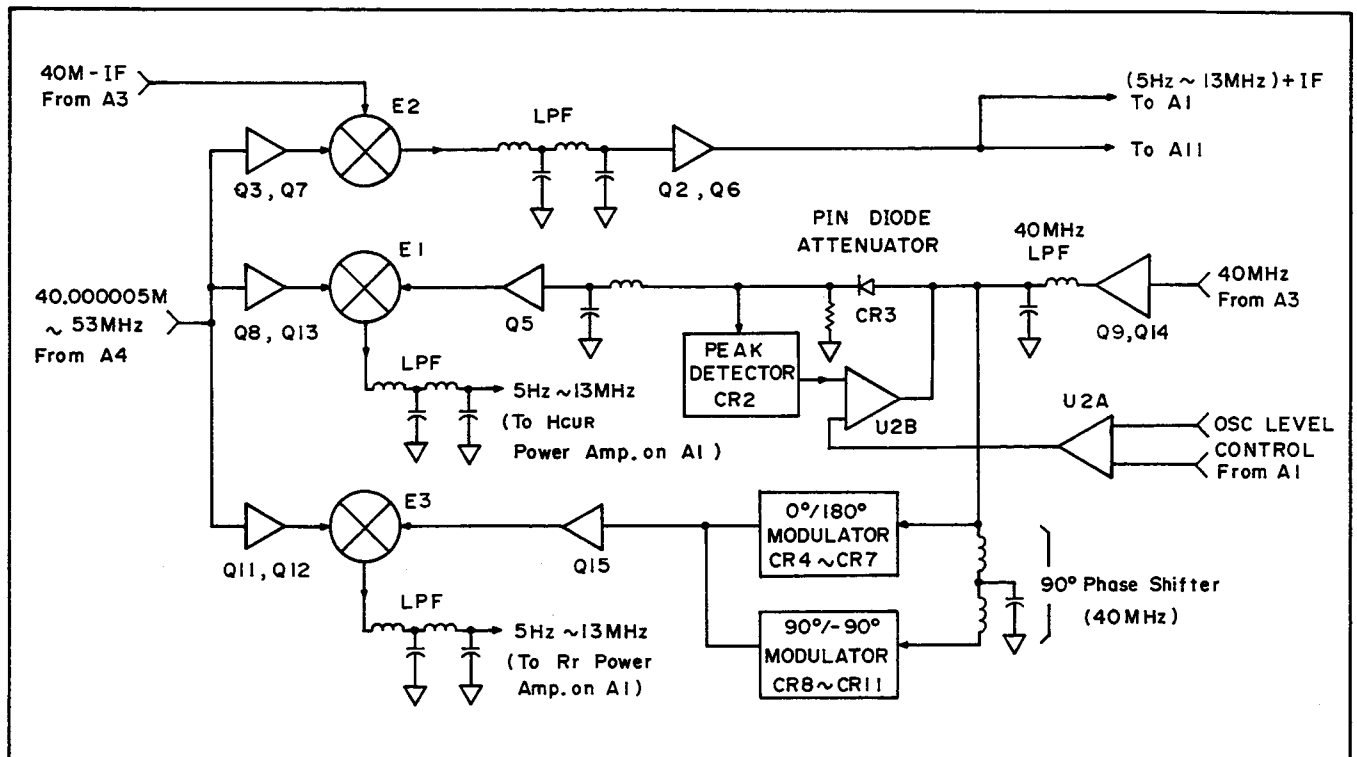 40M-IF
From A3
E2
LPF
(5Hz ~ 13MHz)+IF
To A1
To A11
Q3, Q7
Q2, Q6
PIN DIODE
ATTENUATOR
40MHz
LPF
E1
40MHz
From A3
40.000005M
~ 53MHz
From A4
Q8, Q13
Q5
CR3
Q9, Q14
LPF
PEAK
DETECTOR
CR2
5Hz ~ 13MHz
(To HCUR
Power Amp. on A1)
U2B
U2A
OSC LEVEL
CONTROL
From A1
E3
0°/180°
MODULATOR
CR4 ~ CR7
Q11, Q12
Q15
90° Phase Shifter
(40MHz)
LPF
90°/-90°
MODULATOR
CR8 ~ CR11
5Hz ~ 13MHz
(To Rr Power
Amp. on A1)